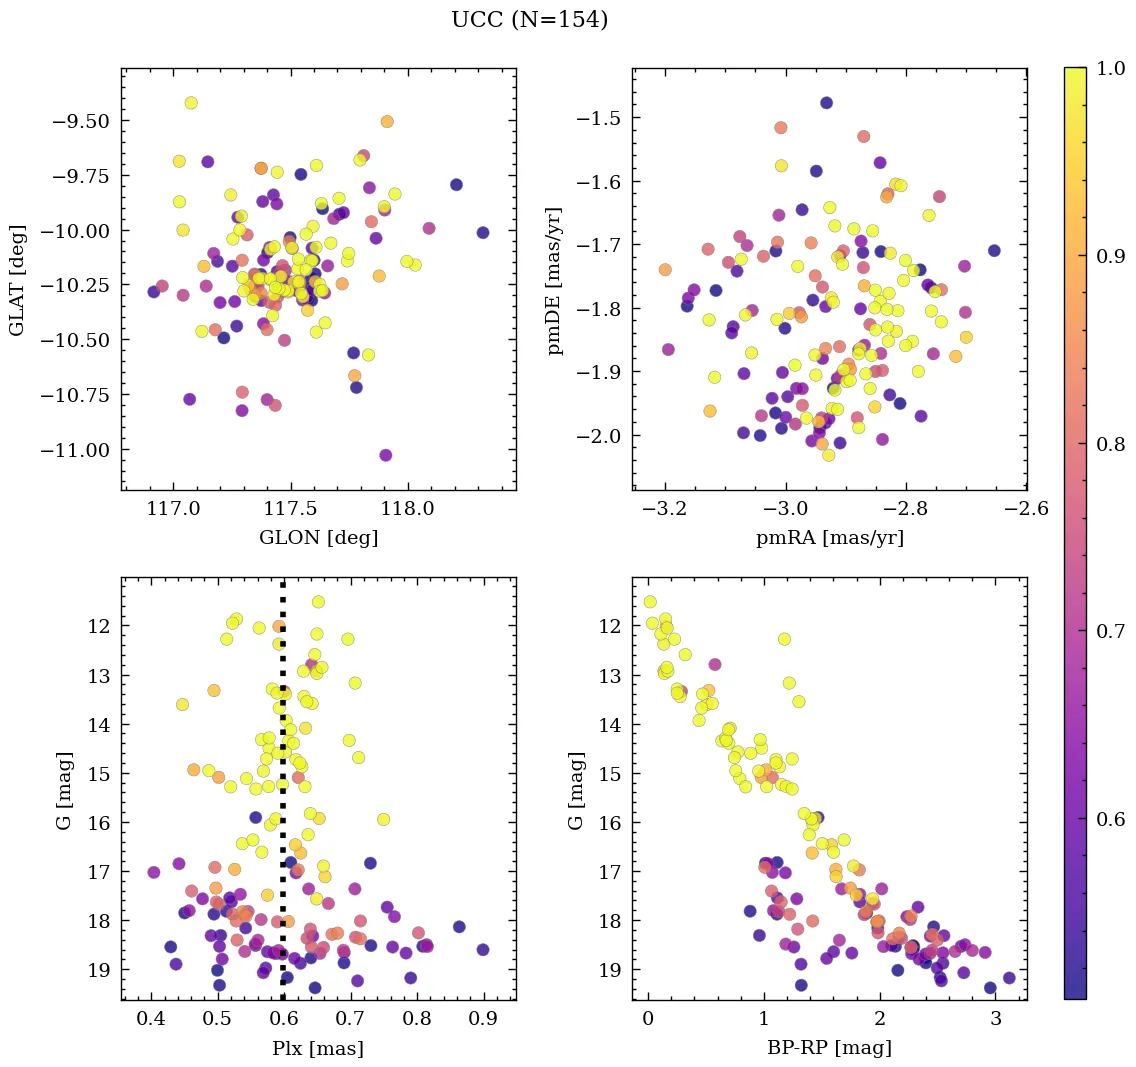 UCC (N=154)
−9.50
−9.75
−10.00
−10.25
−10.50
−10.75
−11.00
GLAT [deg]
117.0 117.5 118.0
GLON [deg]
−1.5
−1.6
−1.7
−1.8
−1.9
−2.0
pmDE [mas/yr]
−3.2 −3.0 −2.8 −2.6
pmRA [mas/yr]
12
13
14
15
16
17
18
19
G [mag]
0.4 0.5 0.6 0.7 0.8 0.9
Plx [mas]
12
13
14
15
16
17
18
19
G [mag]
0 1 2 3
BP-RP [mag]
1.0
0.9
0.8
0.7
0.6